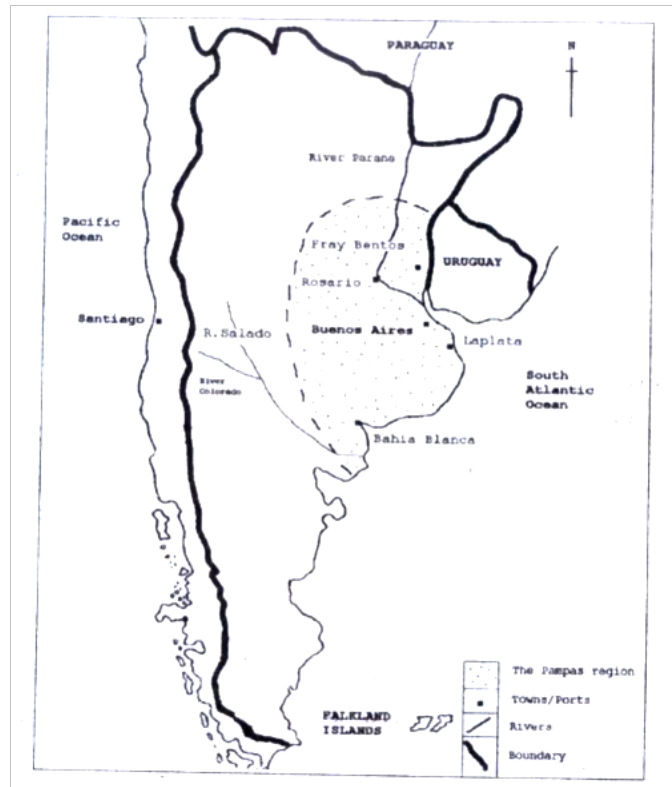 PARAGUAY
N
River Parana
Pacific
Ocean
Fray Bentos
URUGUAY
Rosario
Santiago
R.Salado
Buenos Aires
Laplata
River
Colorado
South
Atlantic
Ocean
Bahia Blanca
The Pampas region
Towns/Ports
FALKLAND
ISLANDS
Rivers
Boundary